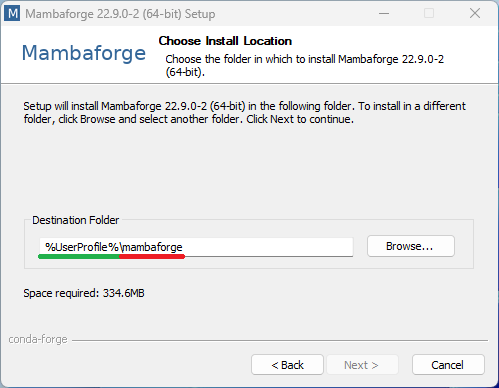 M Mambaforge 22.9.0-2 (64-bit) Setup
Mambaforge
Choose Install Location
Choose the folder in which to install Mambaforge 22.9.0-2
(64-bit).
Setup will install Mambaforge 22.9.0-2 (64-bit) in the following folder. To install in a different
folder, click Browse and select another folder. Click Next to continue.
Destination Folder
%UserProfile%\mambaforge
Browse...
Space required: 334.6MB
conda-forge
< Back
Next >
Cancel